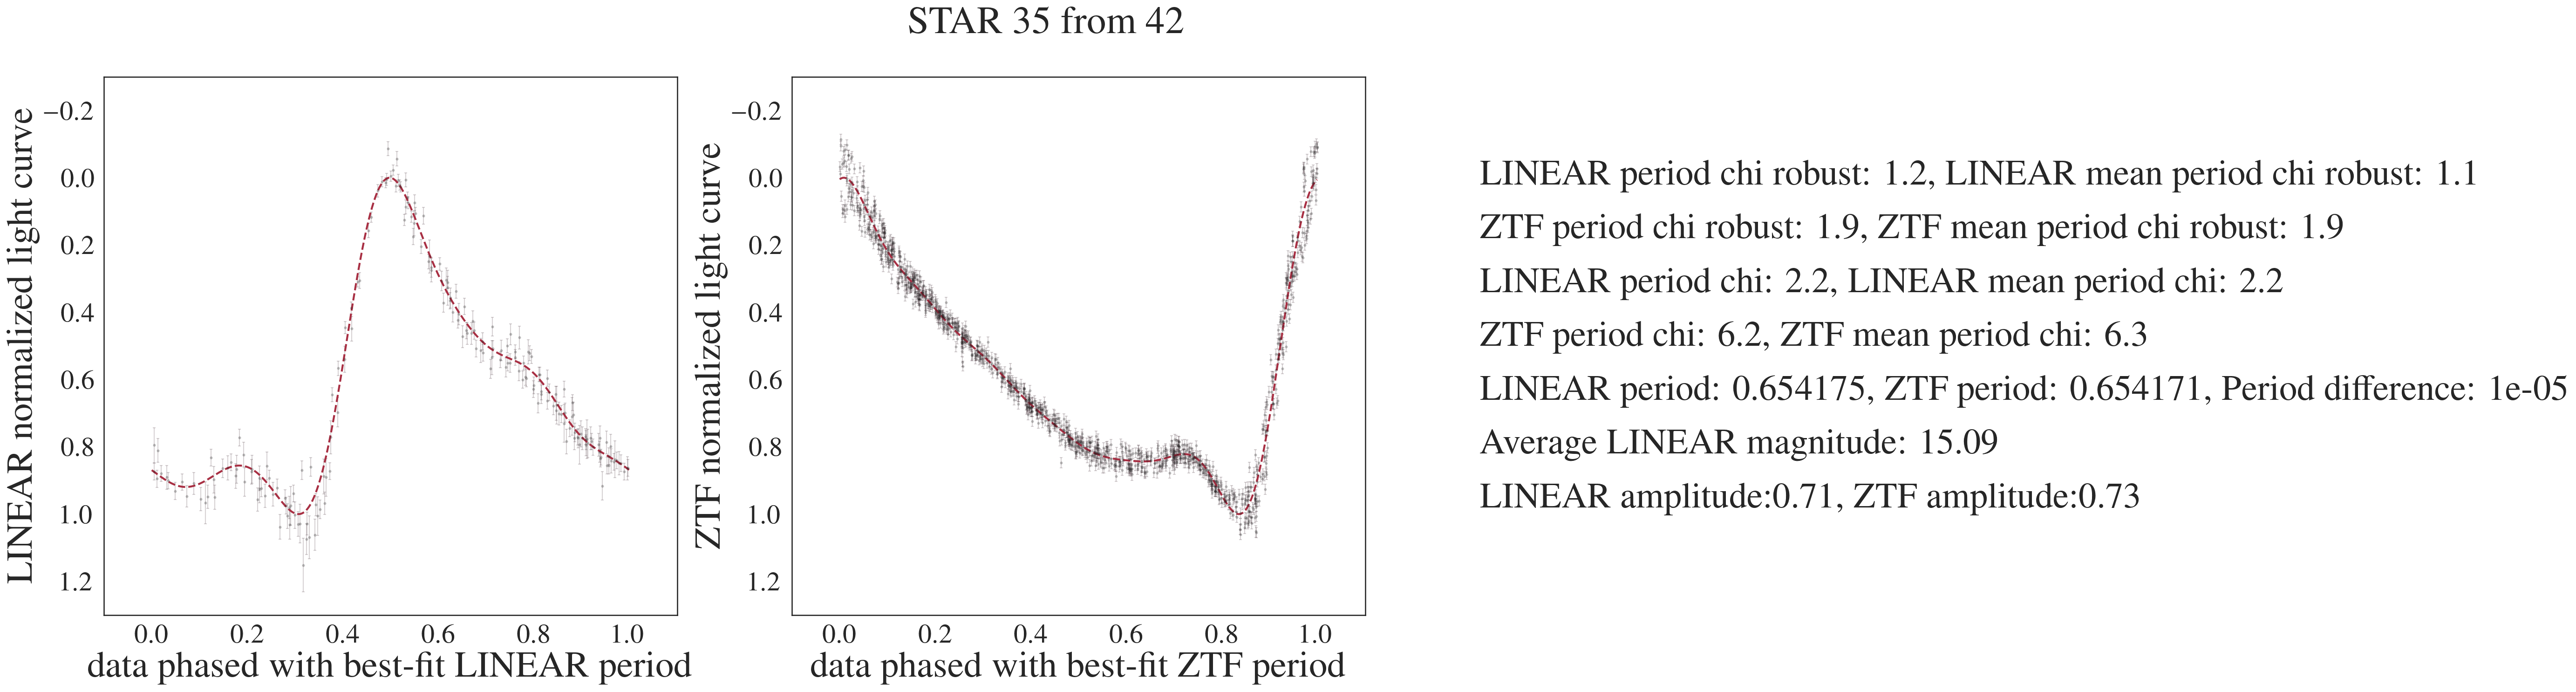 STAR 35 from 42
LINEAR normalized light curve
−0.2
0.0
0.2
0.4
0.6
0.8
1.0
1.2
0.0 0.2 0.4 0.6 0.8 1.0
data phased with best-fit LINEAR period
ZTF normalized light curve
−0.2
0.0
0.2
0.4
0.6
0.8
1.0
1.2
0.0 0.2 0.4 0.6 0.8 1.0
data phased with best-fit ZTF period
LINEAR period chi robust: 1.2, LINEAR mean period chi robust: 1.1
ZTF period chi robust: 1.9, ZTF mean period chi robust: 1.9
LINEAR period chi: 2.2, LINEAR mean period chi: 2.2
ZTF period chi: 6.2, ZTF mean period chi: 6.3
LINEAR period: 0.654175, ZTF period: 0.654171, Period difference: 1e-05
Average LINEAR magnitude: 15.09
LINEAR amplitude:0.71, ZTF amplitude:0.73